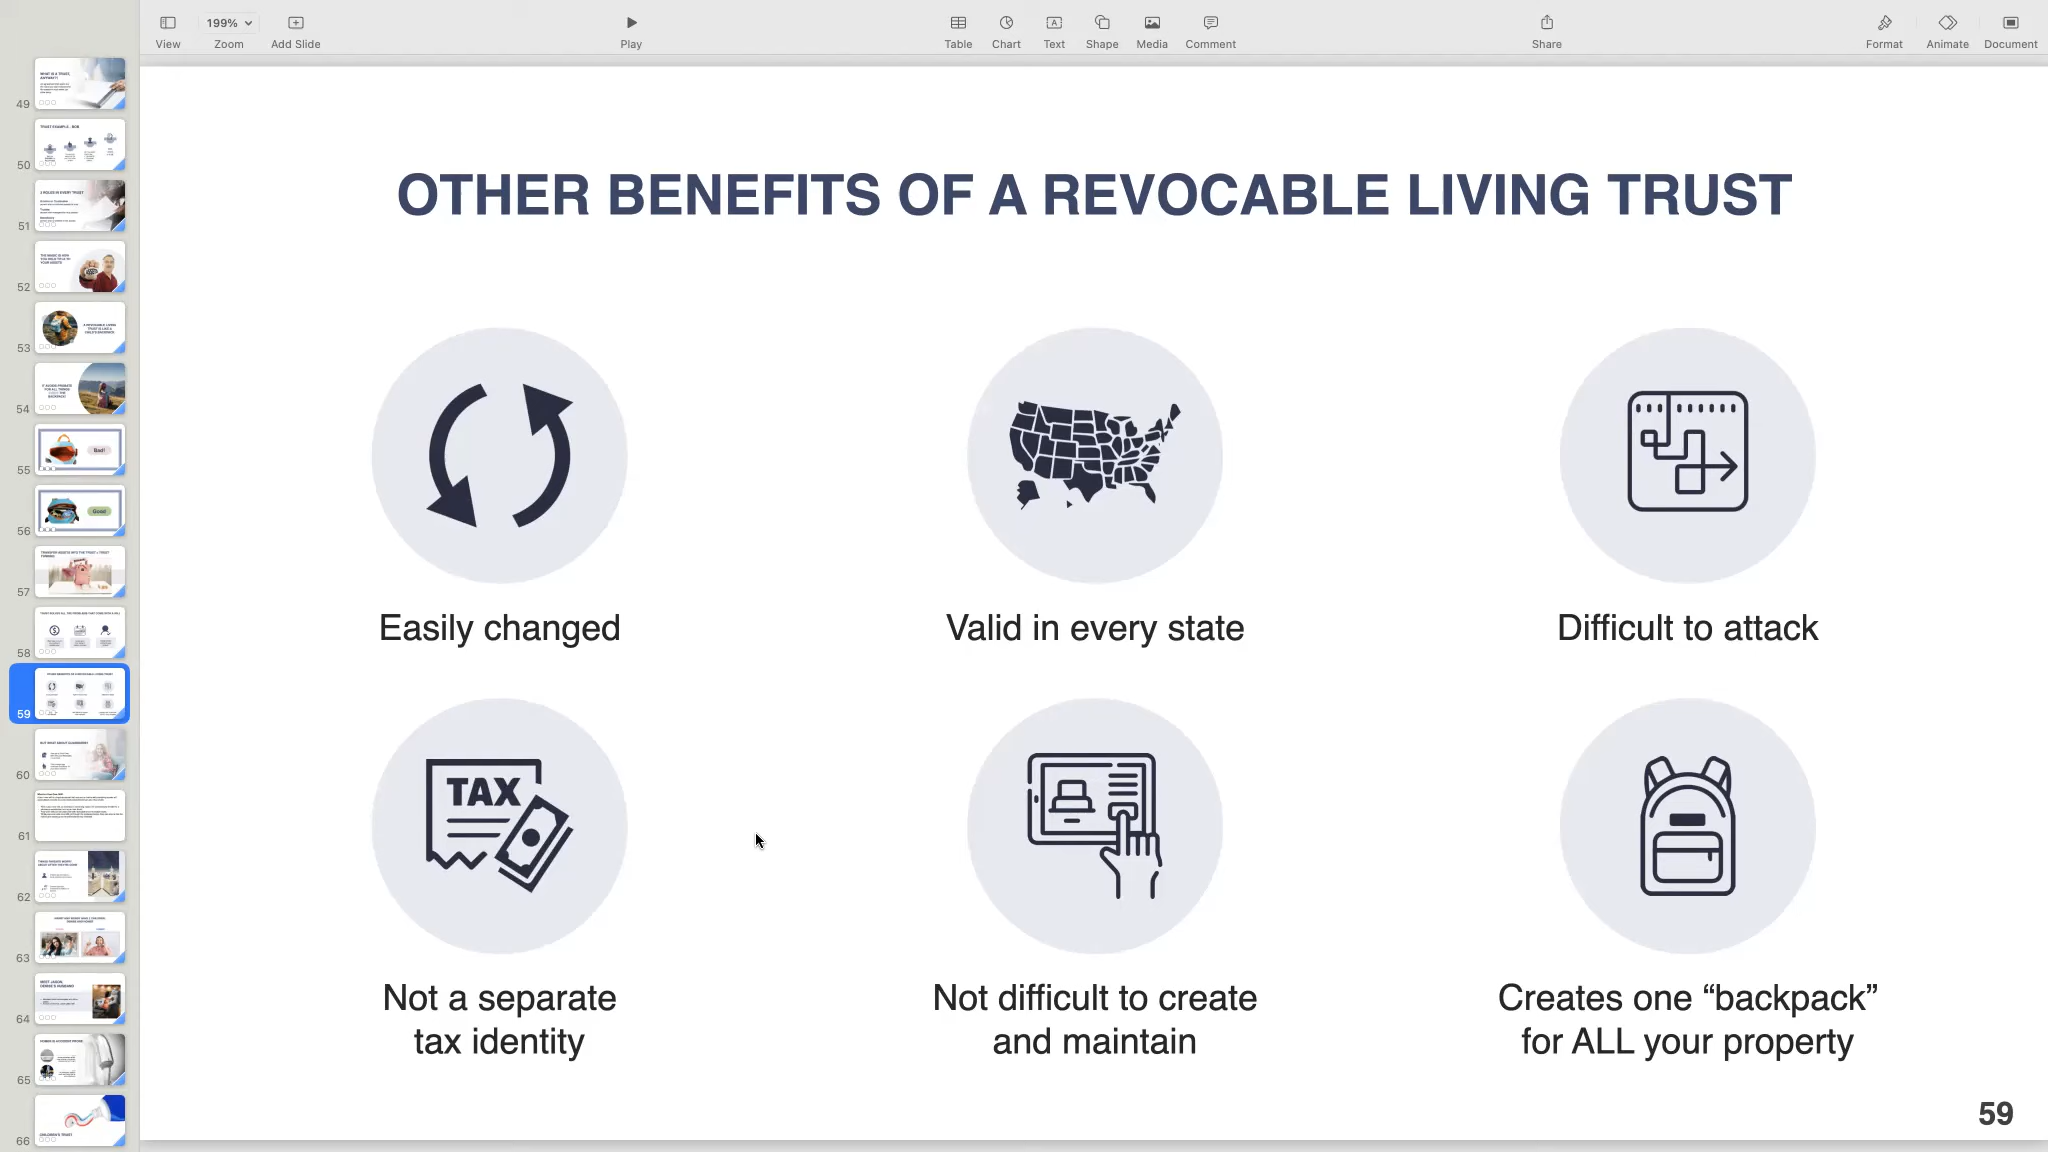 199%
View
Zoom
Add Slide
Play
Table
Chart
Text
Shape
Media
Comment
Share
Format
Animate
Document
49
50
51
52
53
54
55
56
57
58
59
60
61
62
63
64
65
66
Bad!
Good!
OTHER BENEFITS OF A REVOCABLE LIVING TRUST
Easily changed
Valid in every state
Difficult to attack
TAX
Not a separate
tax identity
Not difficult to create
and maintain
Creates one “backpack”
for ALL your property
59